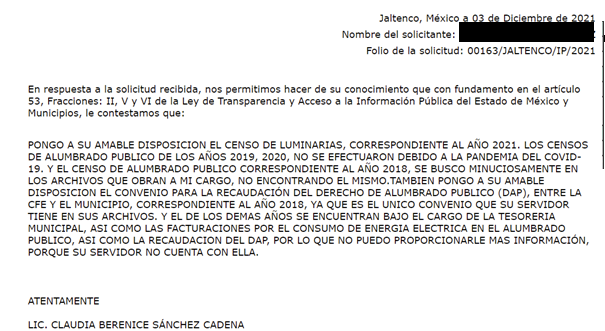 Jaltenco, México a 03 de Diciembre de 2021
Nombre del solicitante:
Folio de la solicitud: 00163/JALTENCO/IP/2021
En respuesta a la solicitud recibida, nos permitimos hacer de su conocimiento que con fundamento en el artículo
53, Fracciones: II, V y VI de la Ley de Transparencia y Acceso a la Información Pública del Estado de México y
Municipios, le contestamos que:
PONGO A SU AMABLE DISPOSICION EL CENSO DE LUMINARIAS, CORRESPONDIENTE AL AÑO 2021. LOS CENSOS
DE ALUMBRADO PUBLICO DE LOS AÑOS 2019, 2020, NO SE EFECTUARON DEBIDO A LA PANDEMIA DEL COVID-
19. Y EL CENSO DE ALUMBRADO PUBLICO CORRESPONDIENTE AL AÑO 2018, SE BUSCO MINUCIOSAMENTE EN
LOS ARCHIVOS QUE OBRAN A MI CARGO, NO ENCONTRANDO EL MISMO.TAMBIEN PONGO A SU AMABLE
DISPOSICION EL CONVENIO PARA LA RECAUDACIÓN DEL DERECHO DE ALUMBRADO PUBLICO (DAP), ENTRE LA
CFE Y EL MUNICIPIO, CORRESPONDIENTE AL AÑO 2018, YA QUE ES EL UNICO CONVENIO QUE SU SERVIDOR
TIENE EN SUS ARCHIVOS. Y EL DE LOS DEMAS AÑOS SE ENCUENTRAN BAJO EL CARGO DE LA TESORERIA
MUNICIPAL, ASI COMO LAS FACTURACIONES POR EL CONSUMO DE ENERGIA ELECTRICA EN EL ALUMBRADO
PUBLICO, ASI COMO LA RECAUDACION DEL DAP, POR LO QUE NO PUEDO PROPORCIONARLE MAS INFORMACIÓN,
PORQUE SU SERVIDOR NO CUENTA CON ELLA.
ATENTAMENTE
LIC. CLAUDIA BERENICE SÁNCHEZ CADENA